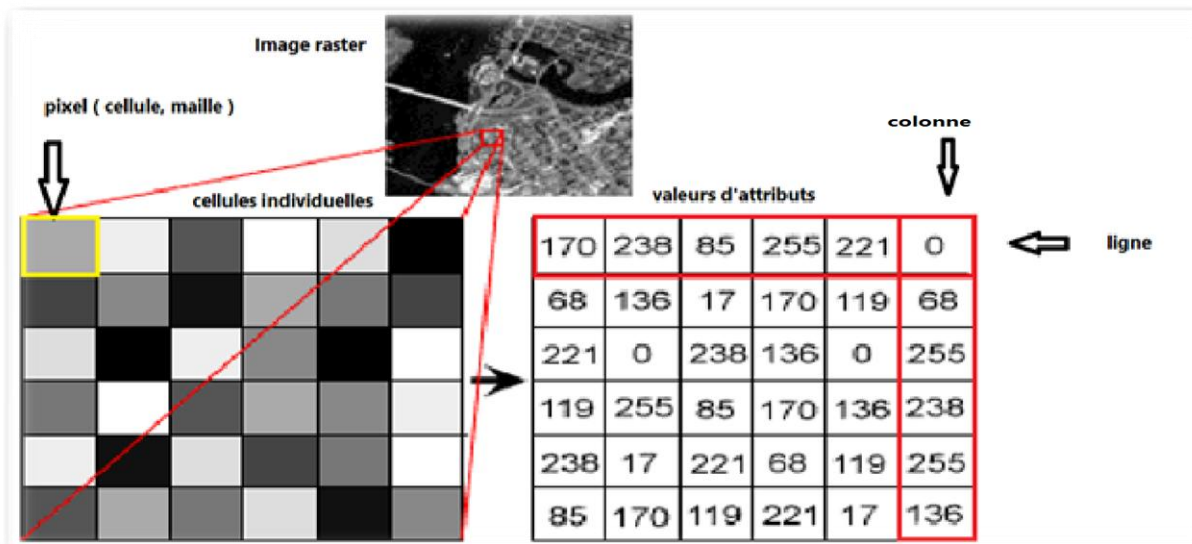 Image raster
pixel ( cellule, maille )
colonne
cellules individuelles
valeurs d'attributs
ligne
170 238 85 255 221 0
68 136 17 170 119 68
221 0 238 136 0 255
119 255 85 170 136 238
238 17 221 68 119 255
85 170 119 221 17 136